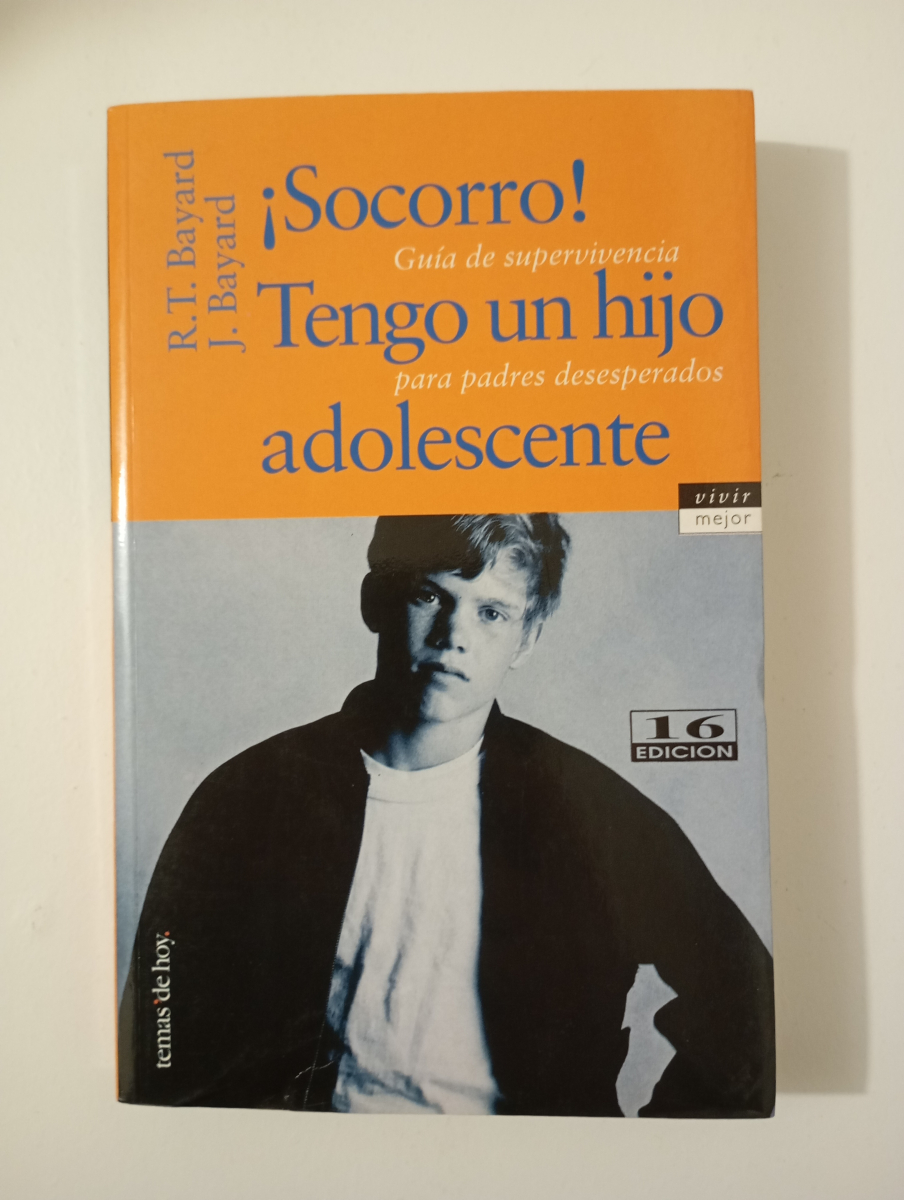 R.T. Bayard
J. Bayard
¡Socorro!
Guía de supervivencia
Tengo un hijo
para padres desesperados
adolescente
vivir
mejor
16
EDICION
temas'de hoy.